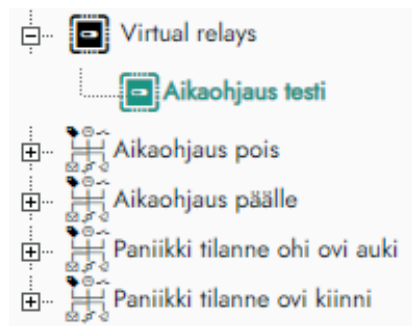 Virtual relays
Aikaohjaus testi
Aikaohjaus pois
Aikaohjaus päälle
Paniikki tilanne ohi ovi auki
Paniikki tilanne ovi kiinni